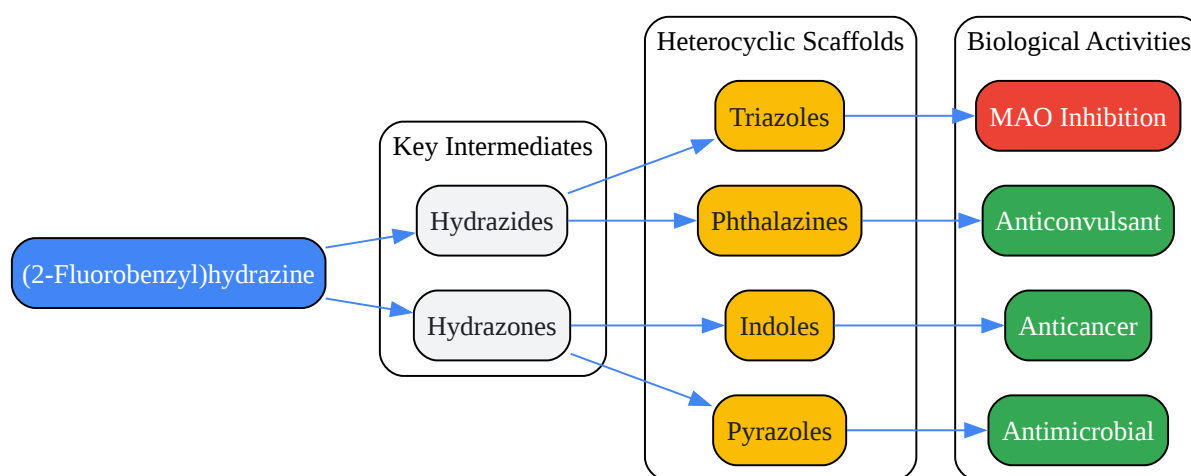 (2-Fluorobenzyl)hydrazine
Key Intermediates
Hydrazides
Hydrazones
Heterocyclic Scaffolds
Triazoles
Phthalazines
Indoles
Pyrazoles
Biological Activities
MAO Inhibition
Anticonvulsant
Anticancer
Antimicrobial